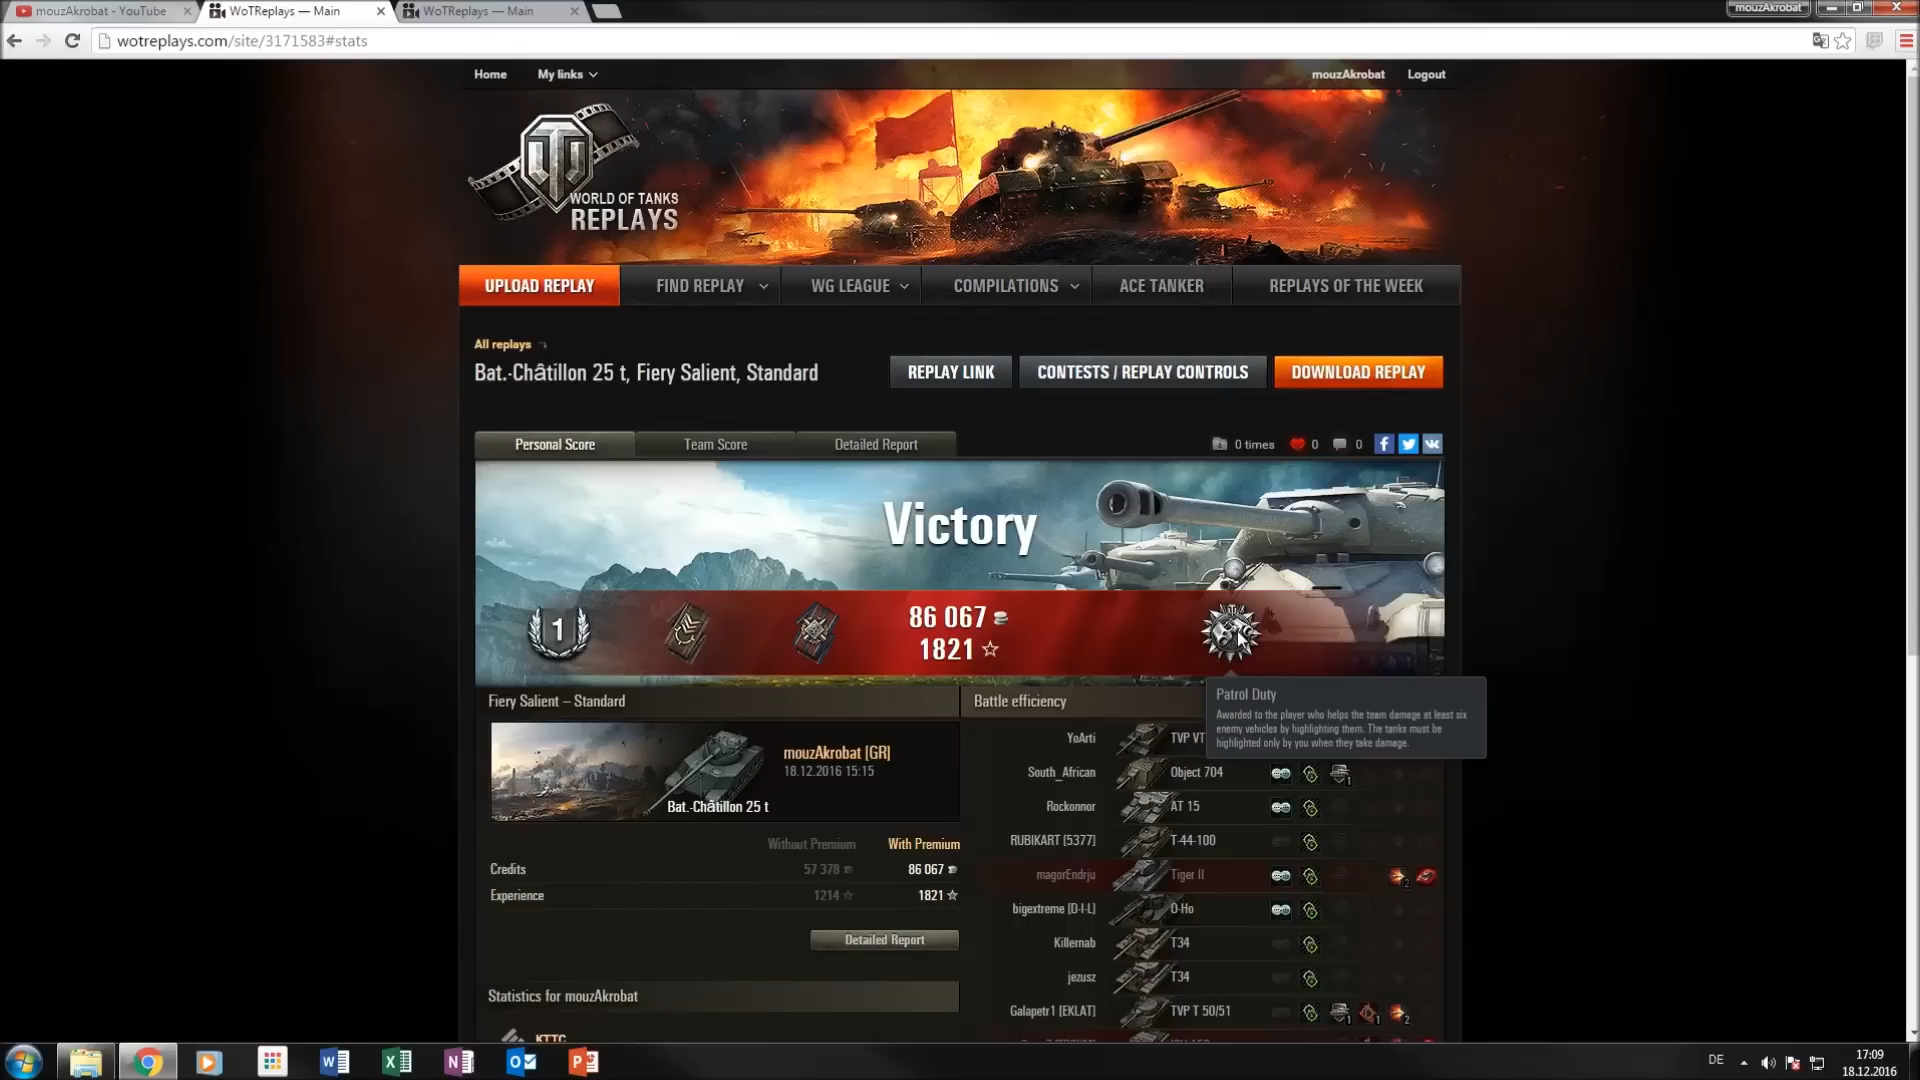 mouzAkrobat - YouTube
WoTReplays — Main
WoTReplays — Main
mouzAkrobat
wotreplays.com/site/3171583#stats
Home
My links
mouzAkrobat
Logout
WORLD OF TANKS
REPLAYS
UPLOAD REPLAY
FIND REPLAY
WG LEAGUE
COMPILATIONS
ACE TANKER
REPLAYS OF THE WEEK
All replays
Bat.-Châtillon 25 t, Fiery Salient, Standard
REPLAY LINK
CONTESTS / REPLAY CONTROLS
DOWNLOAD REPLAY
Personal Score
Team Score
Detailed Report
0 times
0
0
Victory
1
86 067
1821
Fiery Salient – Standard
Battle efficiency
Patrol Duty
Awarded to the player who helps the team damage at least six
enemy vehicles by highlighting them. The tanks must be
highlighted only by you when they take damage.
mouzAkrobat [GR]
18.12.2016 15:15
Bat.-Châtillon 25 t
Without Premium
With Premium
Credits
57 378
86 067
Experience
1214
1821
Detailed Report
Statistics for mouzAkrobat
KTTC
YoArti
TVP VT
South_African
Object 704
1
Rockonnor
AT 15
RUBIKART [5377]
T-44-100
magorEndrju
Tiger II
2
bigextreme [D-I-L]
O-Ho
Killernab
T34
jezusz
T34
Galapetr1 [EKLAT]
TVP T 50/51
1
1
2
DE
17:09
18.12.2016